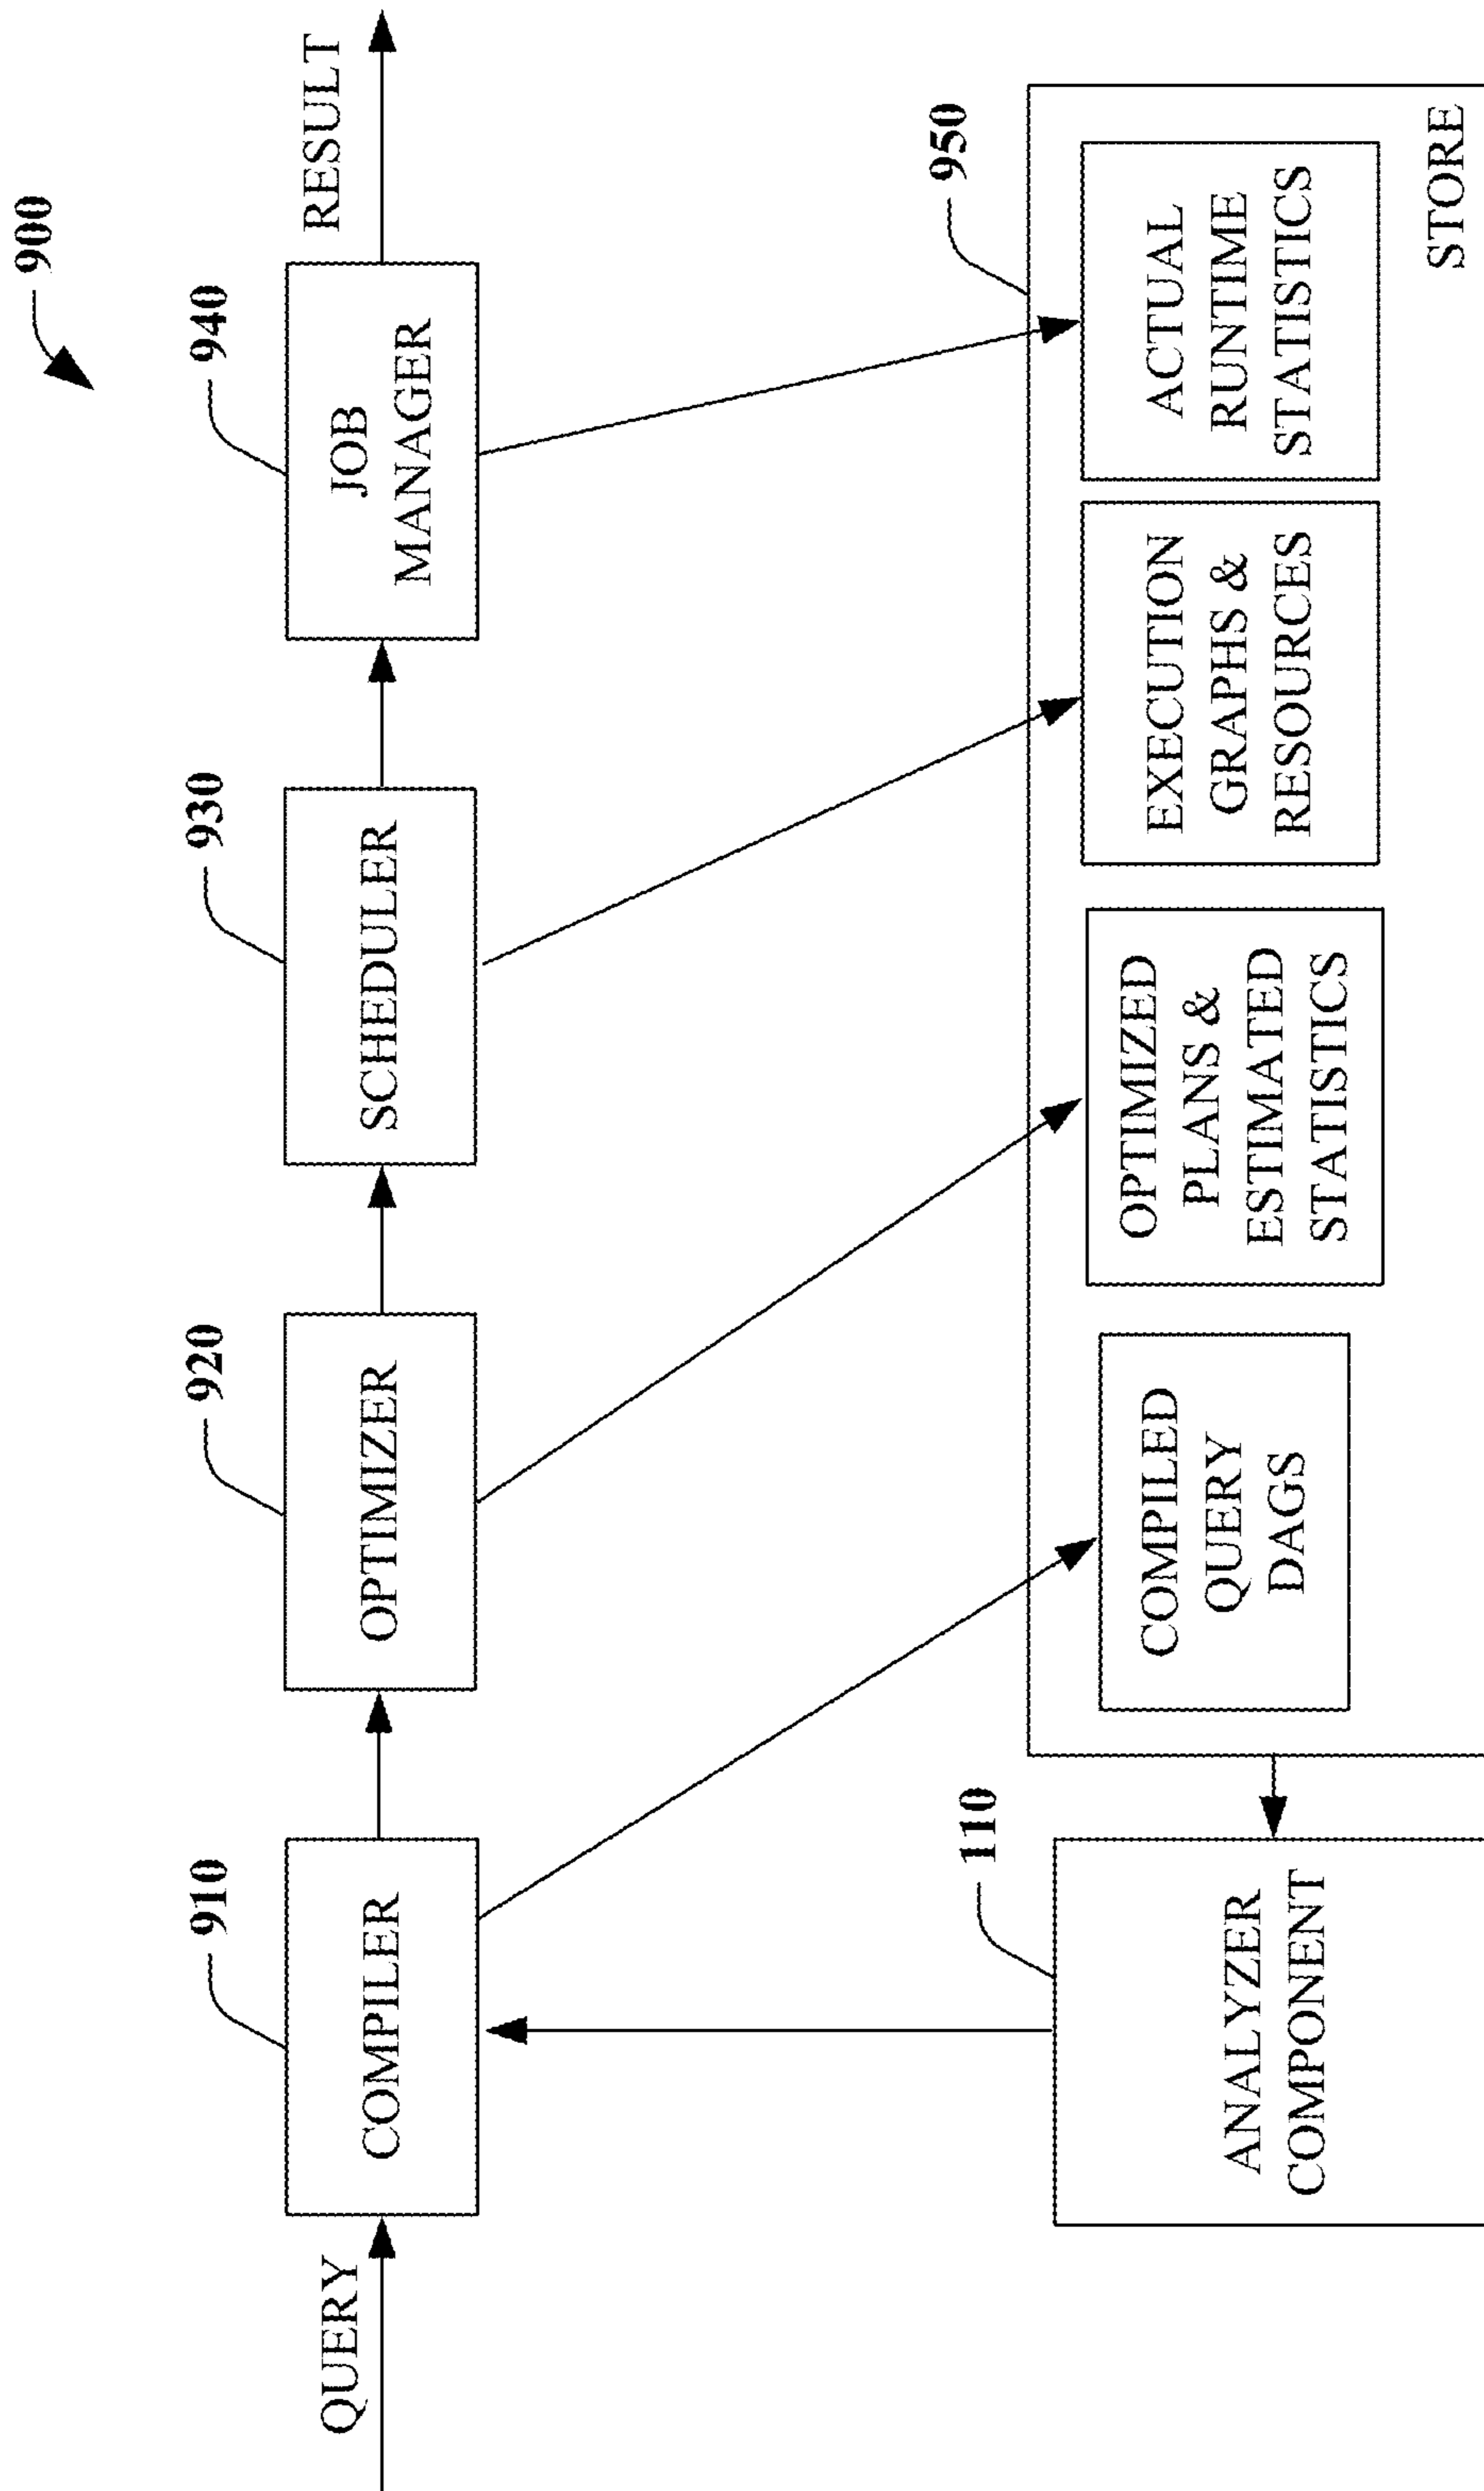 900
910
920
930
940
QUERY
COMPILER
OPTIMIZER
SCHEDULER
JOB
MANAGER
RESULT
110
950
ANALYZER
COMPONENT
COMPILED
QUERY
DAGS
OPTIMIZED
PLANS &
ESTIMATED
STATISTICS
EXECUTION
GRAPHS &
RESOURCES
ACTUAL
RUNTIME
STATISTICS
STORE